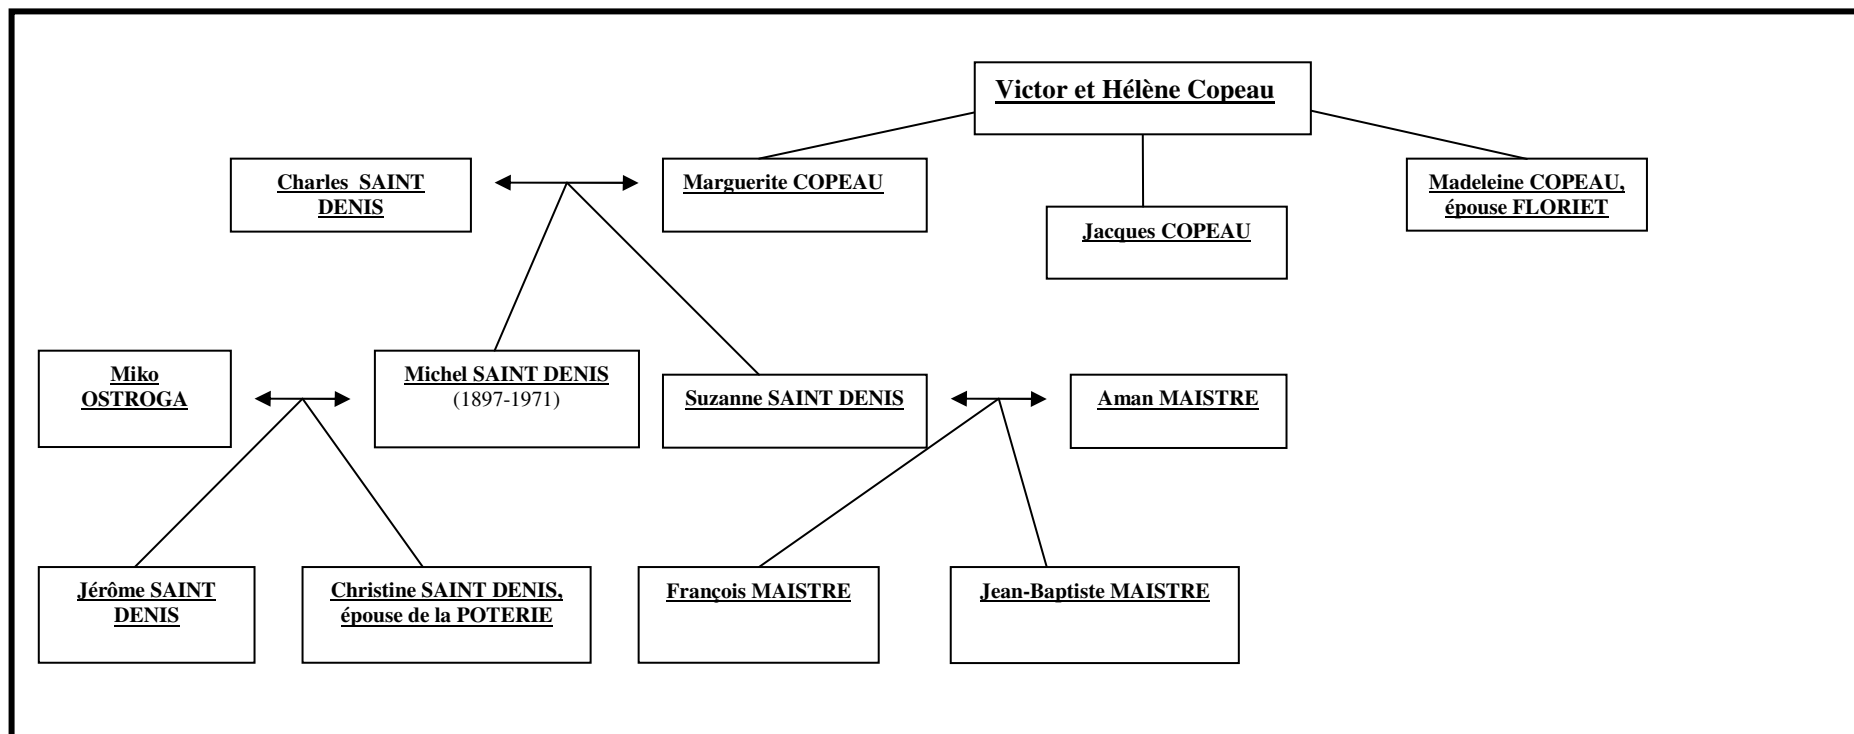 Victor et Hélène Copeau
Charles SAINT
DENIS
Marguerite COPEAU
Madeleine COPEAU,
épouse FLORIET
Jacques COPEAU
Miko
OSTROGA
Michel SAINT DENIS
(1897-1971)
Suzanne SAINT DENIS
Aman MAISTRE
Jérôme SAINT
DENIS
Christine SAINT DENIS,
épouse de la POTERIE
François MAISTRE
Jean-Baptiste MAISTRE